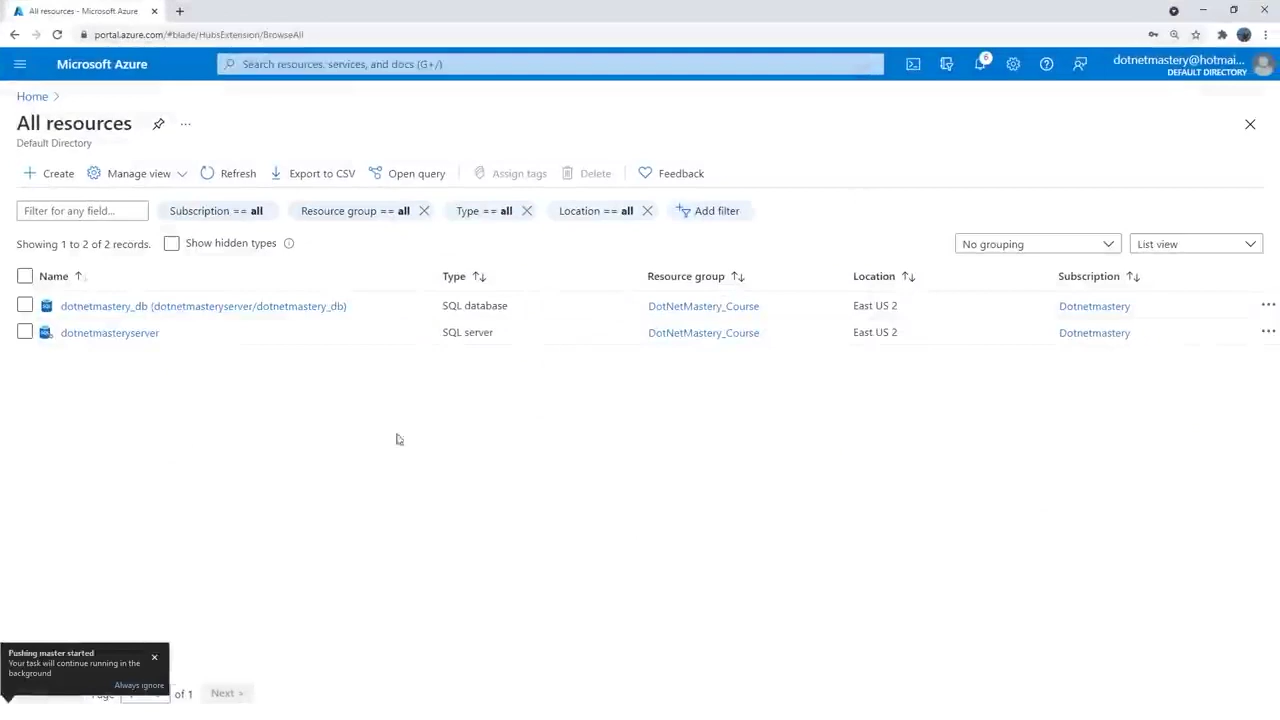 All resources - Microsoft Azure
portal.azure.com/#blade/HubsExtension/BrowseAll
Microsoft Azure
Search resources, services, and docs (G+/)
6
dotnetmastery@hotmai...
DEFAULT DIRECTORY
Home
All resources
Default Directory
Create
Manage view
Refresh
Export to CSV
Open query
Assign tags
Delete
Feedback
Filter for any field...
Subscription == all
Resource group == all
Type == all
Location == all
Add filter
Showing 1 to 2 of 2 records.
Show hidden types
No grouping
List view
Name Type Resource group Location Subscription
dotnetmastery_db (dotnetmasteryserver/dotnetmastery_db) SQL database DotNetMastery_Course East US 2 Dotnetmastery
dotnetmasteryserver SQL server DotNetMastery_Course East US 2 Dotnetmastery
Pushing master started
Your task will continue running in the
background
Always ignore
Page
of 1
Next >